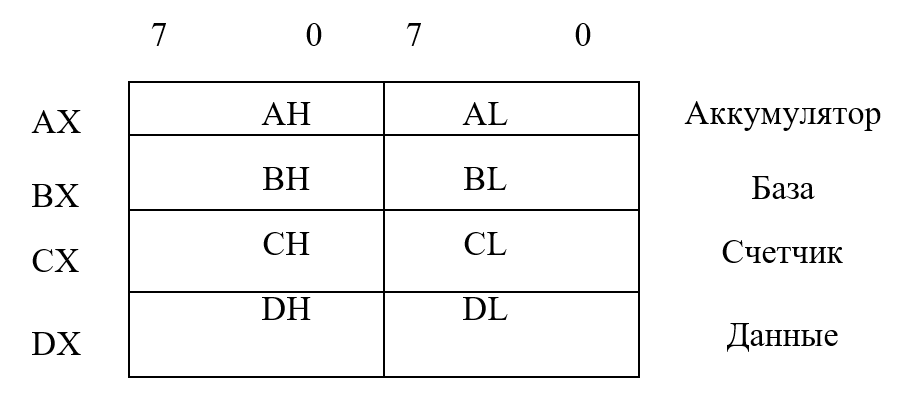 7 0 7 0
AX AH AL Аккумулятор
BX BH BL База
CX CH CL Счетчик
DX DH DL Данные